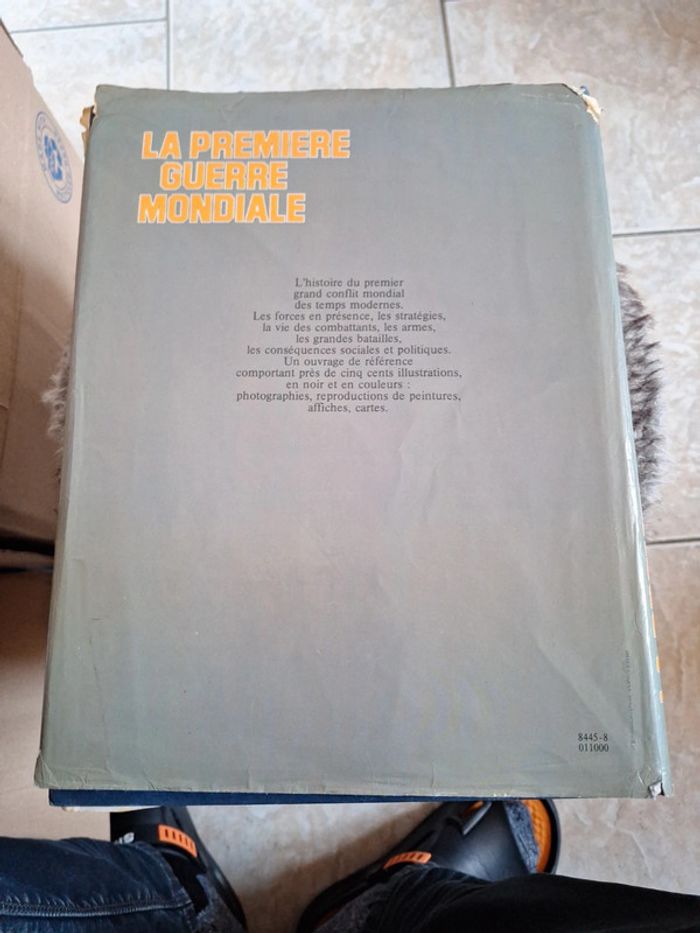 LA PREMIERE
GUERRE
MONDIALE
L'histoire du premier
grand conflit mondial
des temps modernes.
Les forces en présence, les stratégies,
la vie des combattants, les armes,
les grandes batailles,
les conséquences sociales et politiques.
Un ouvrage de référence
comportant près de cinq cents illustrations,
en noir et en couleurs :
photographies, reproductions de peintures,
affiches, cartes.
8445-8
011000